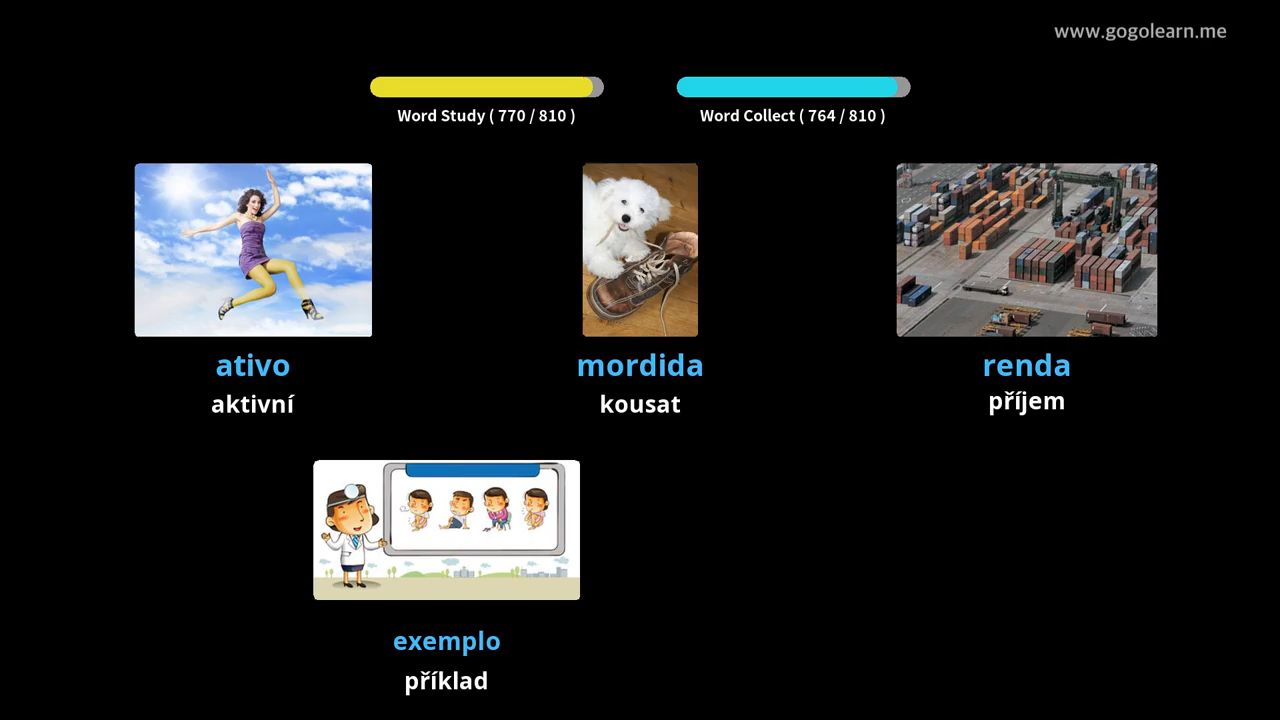 www.gogolearn.me
Word Study ( 770 / 810 )
Word Collect ( 764 / 810 )
ativo
aktivní
mordida
kousat
renda
příjem
exemplo
příklad